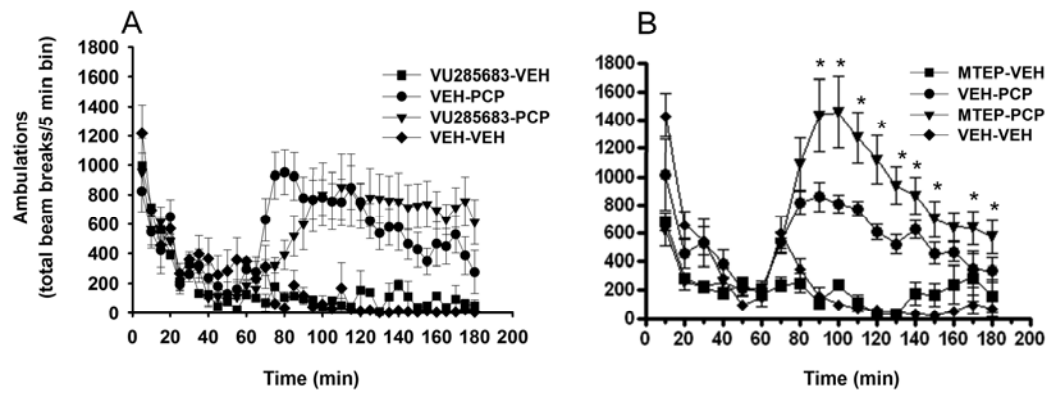 A
Ambulations
(total beam breaks/5 min bin)
1800
1600
1400
1200
1000
800
600
400
200
0
VU285683-VEH
VEH-PCP
VU285683-PCP
VEH-VEH
0 20 40 60 80 100 120 140 160 180 200
Time (min)
B
1800
1600
1400
1200
1000
800
600
400
200
0
* * * * * * * * *
MTEP-VEH
VEH-PCP
MTEP-PCP
VEH-VEH
20 40 60 80 100 120 140 160 180 200
Time (min)